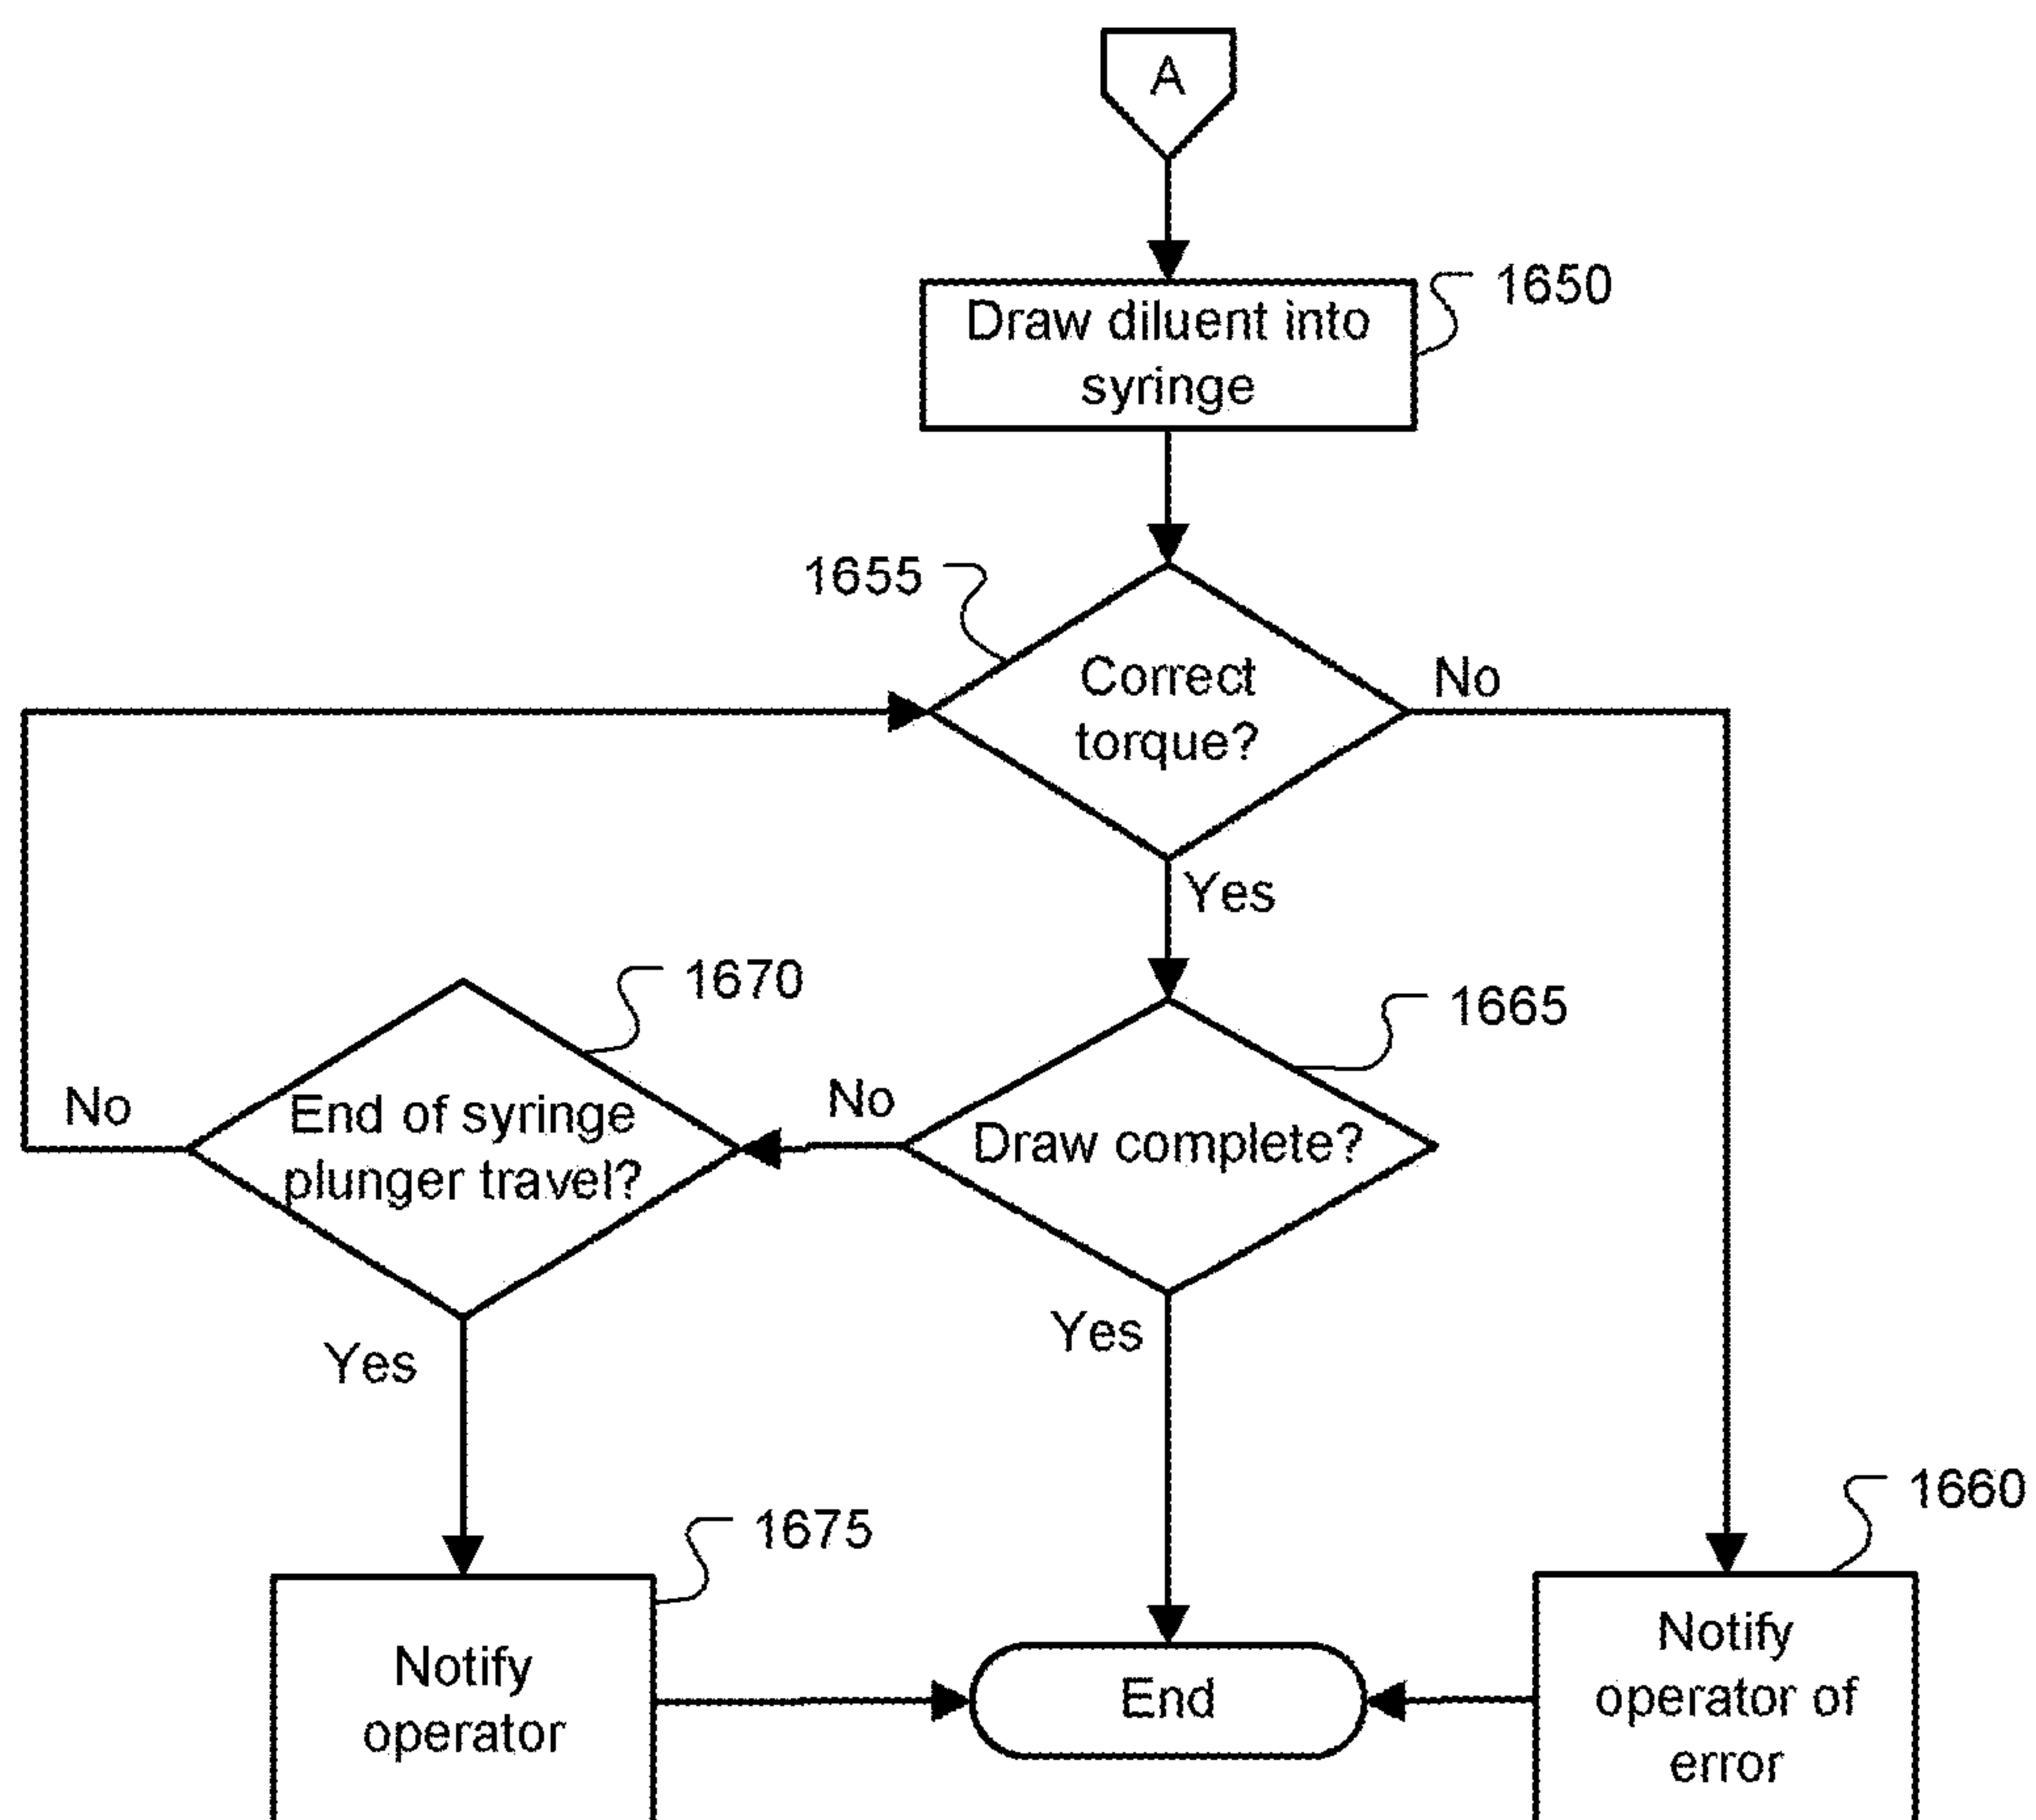 A
Draw diluent into
syringe
1650
1655
Correct
torque?
No
Yes
1670
1665
No
End of syringe
plunger travel?
No
Draw complete?
Yes
Yes
1675
1660
Notify
operator
End
Notify
operator of
error